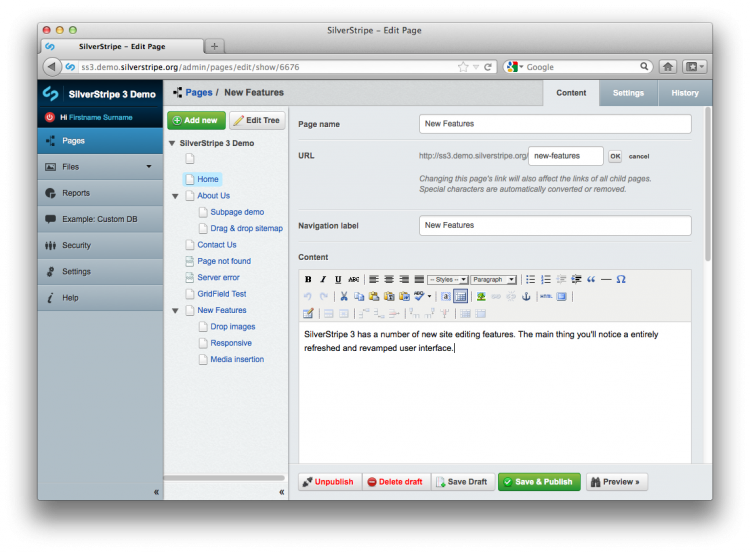 SilverStripe – Edit Page
SilverStripe – Edit Page
ss3.demo.silverstripe.org/admin/pages/edit/show/6676
Google
SilverStripe 3 Demo
Hi Firstname Surname
Pages
Files
Reports
Example: Custom DB
Security
Settings
Help
«
Pages / New Features
Add new
Edit Tree
SilverStripe 3 Demo
Home
About Us
Subpage demo
Drag & drop sitemap
Contact Us
Page not found
Server error
GridField Test
New Features
Drop images
Responsive
Media insertion
«
Content
Settings
History
Page name
New Features
URL
http://ss3.demo.silverstripe.org/ new-features OK cancel
Changing this page's link will also affect the links of all child pages.
Special characters are automatically converted or removed.
Navigation label
New Features
Content
B I U ABC -- Styles -- Paragraph
HTML
SilverStripe 3 has a number of new site editing features. The main thing you'll notice a entirely
refreshed and revamped user interface.
Unpublish
Delete draft
Save Draft
Save & Publish
Preview »